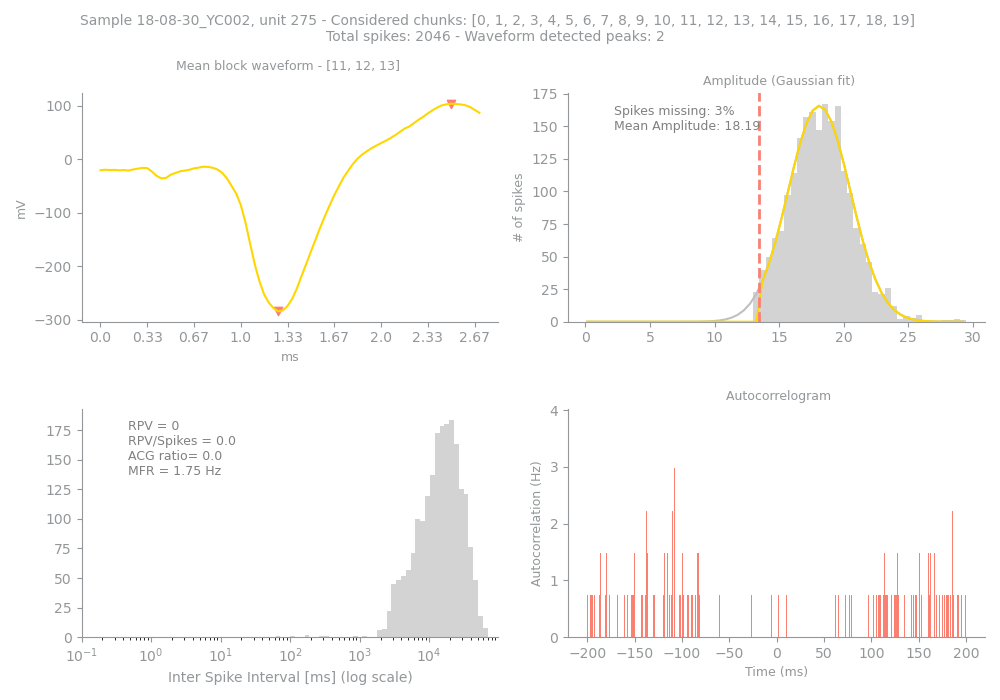 Sample 18-08-30_YC002, unit 275 - Considered chunks: [0, 1, 2, 3, 4, 5, 6, 7, 8, 9, 10, 11, 12, 13, 14, 15, 16, 17, 18, 19]
Total spikes: 2046 - Waveform detected peaks: 2
Mean block waveform - [11, 12, 13]
100
0
−100
−200
−300
mV
0.0 0.33 0.67 1.0 1.33 1.67 2.0 2.33 2.67
ms
Amplitude (Gaussian fit)
Spikes missing: 3%
Mean Amplitude: 18.19
175
150
125
100
75
50
25
0
# of spikes
0 5 10 15 20 25 30
RPV = 0
RPV/Spikes = 0.0
ACG ratio= 0.0
MFR = 1.75 Hz
175
150
125
100
75
50
25
0
10⁻¹ 10⁰ 10¹ 10² 10³ 10⁴
Inter Spike Interval [ms] (log scale)
Autocorrelogram
4
3
2
1
0
Autocorrelation (Hz)
−200 −150 −100 −50 0 50 100 150 200
Time (ms)